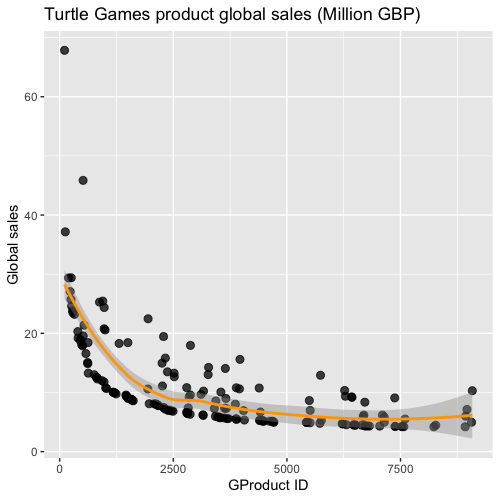 Turtle Games product global sales (Million GBP)
Global sales
60
40
20
0
0 2500 5000 7500
GProduct ID